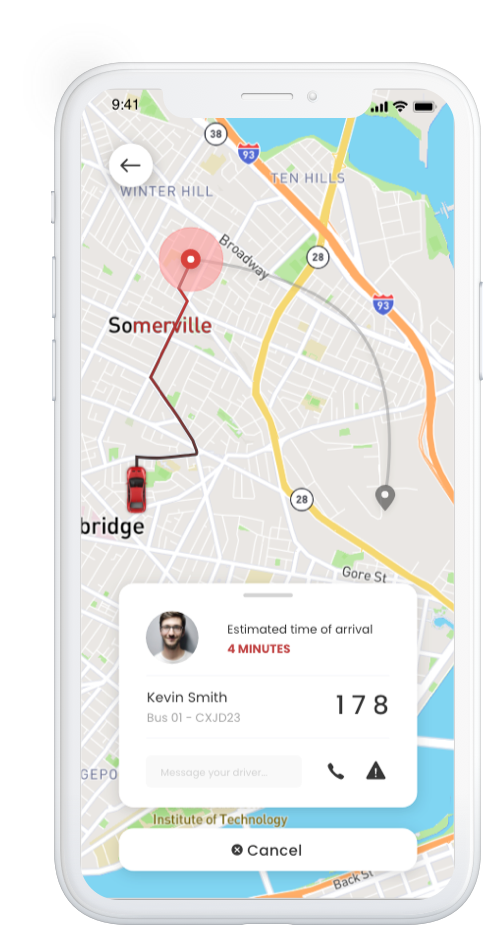 9:41
38
93
TEN HILLS
WINTER HILL
Broadway
28
93
Somerville
28
bridge
Gore St
Estimated time of arrival
4 MINUTES
Kevin Smith
178
Bus 01 - CXJD23
Message your driver...
GEPO
Institute of Technology
Cancel
Back St